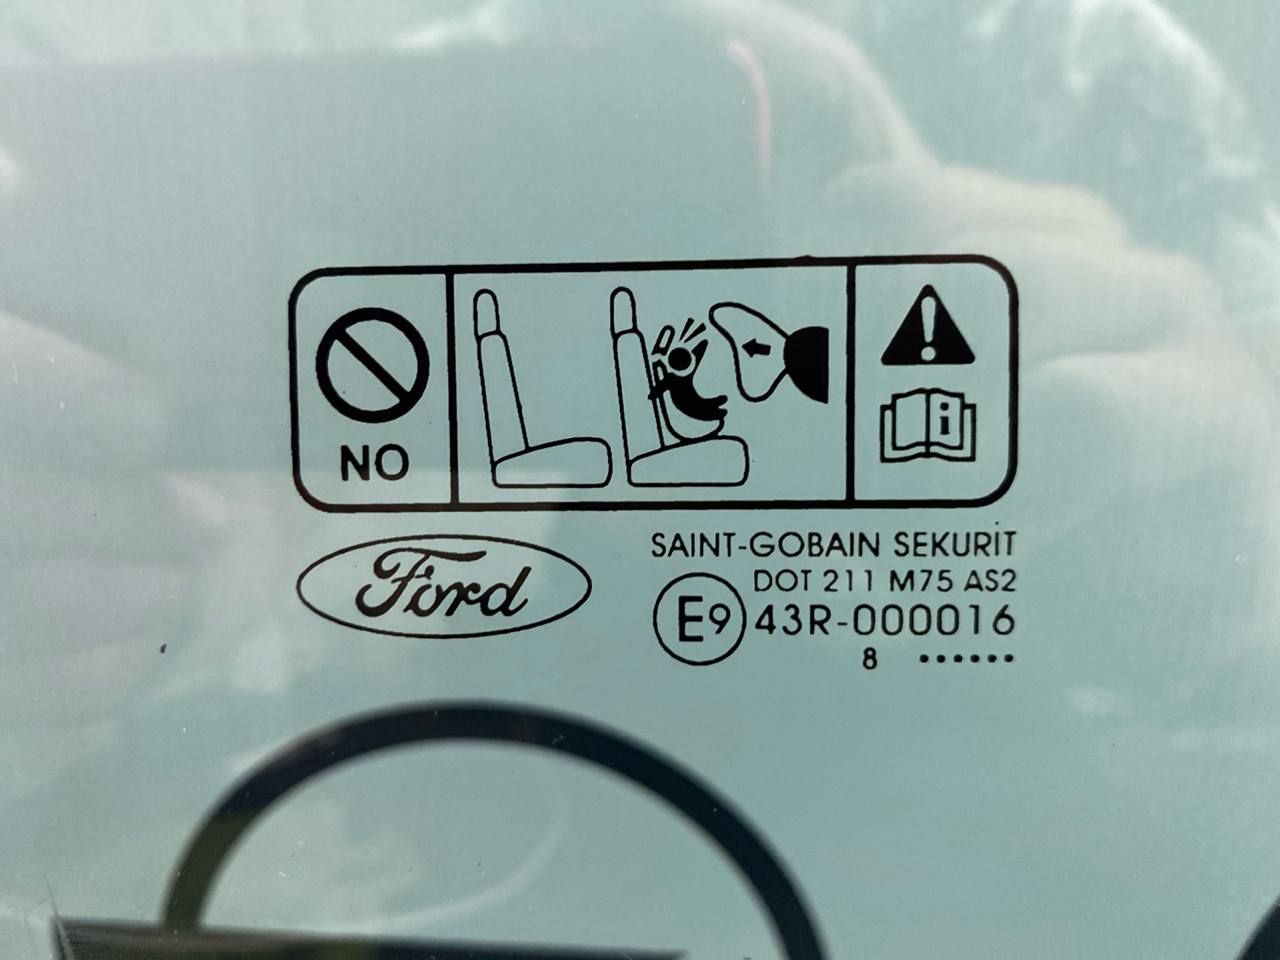 NO
i
Ford
SAINT-GOBAIN SEKURIT
DOT 211 M75 AS2
E9 43R-000016
8 ••••••